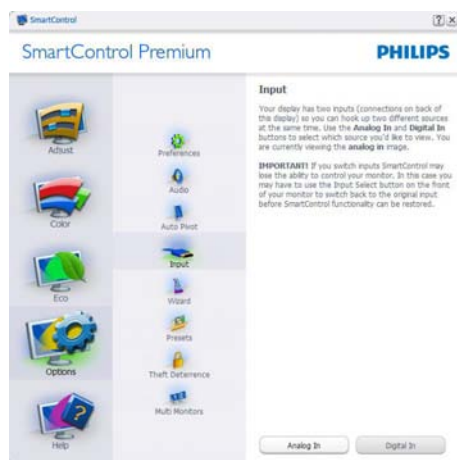 SmartControl
SmartControl Premium
PHILIPS
Adjust
Color
Eco
Options
Help
Preferences
Audio
Auto Pivot
Input
Wizard
Presets
Theft Deterrence
Multi Monitors
Input
Your display has two inputs (connections on back of
the display) so you can hook up two different sources
at the same time. Use the Analog In and Digital In
buttons to select which source you'd like to view. You
are currently viewing the analog in image.
IMPORTANT! If you switch inputs SmartControl may
lose the ability to control your monitor. In this case you
may have to use the Input Select button on the front
of your monitor to switch back to the original input
before SmartControl functionality can be restored.
Analog In
Digital In